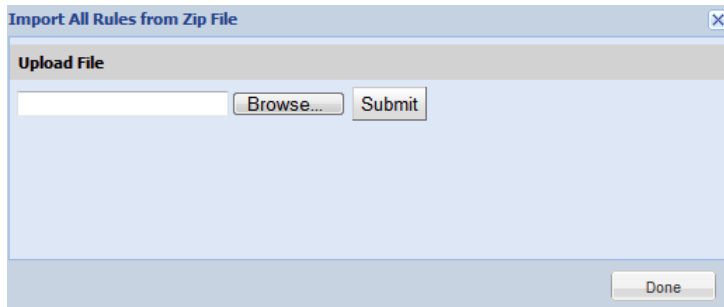 Import All Rules from Zip File
Upload File
Browse... Submit
Done